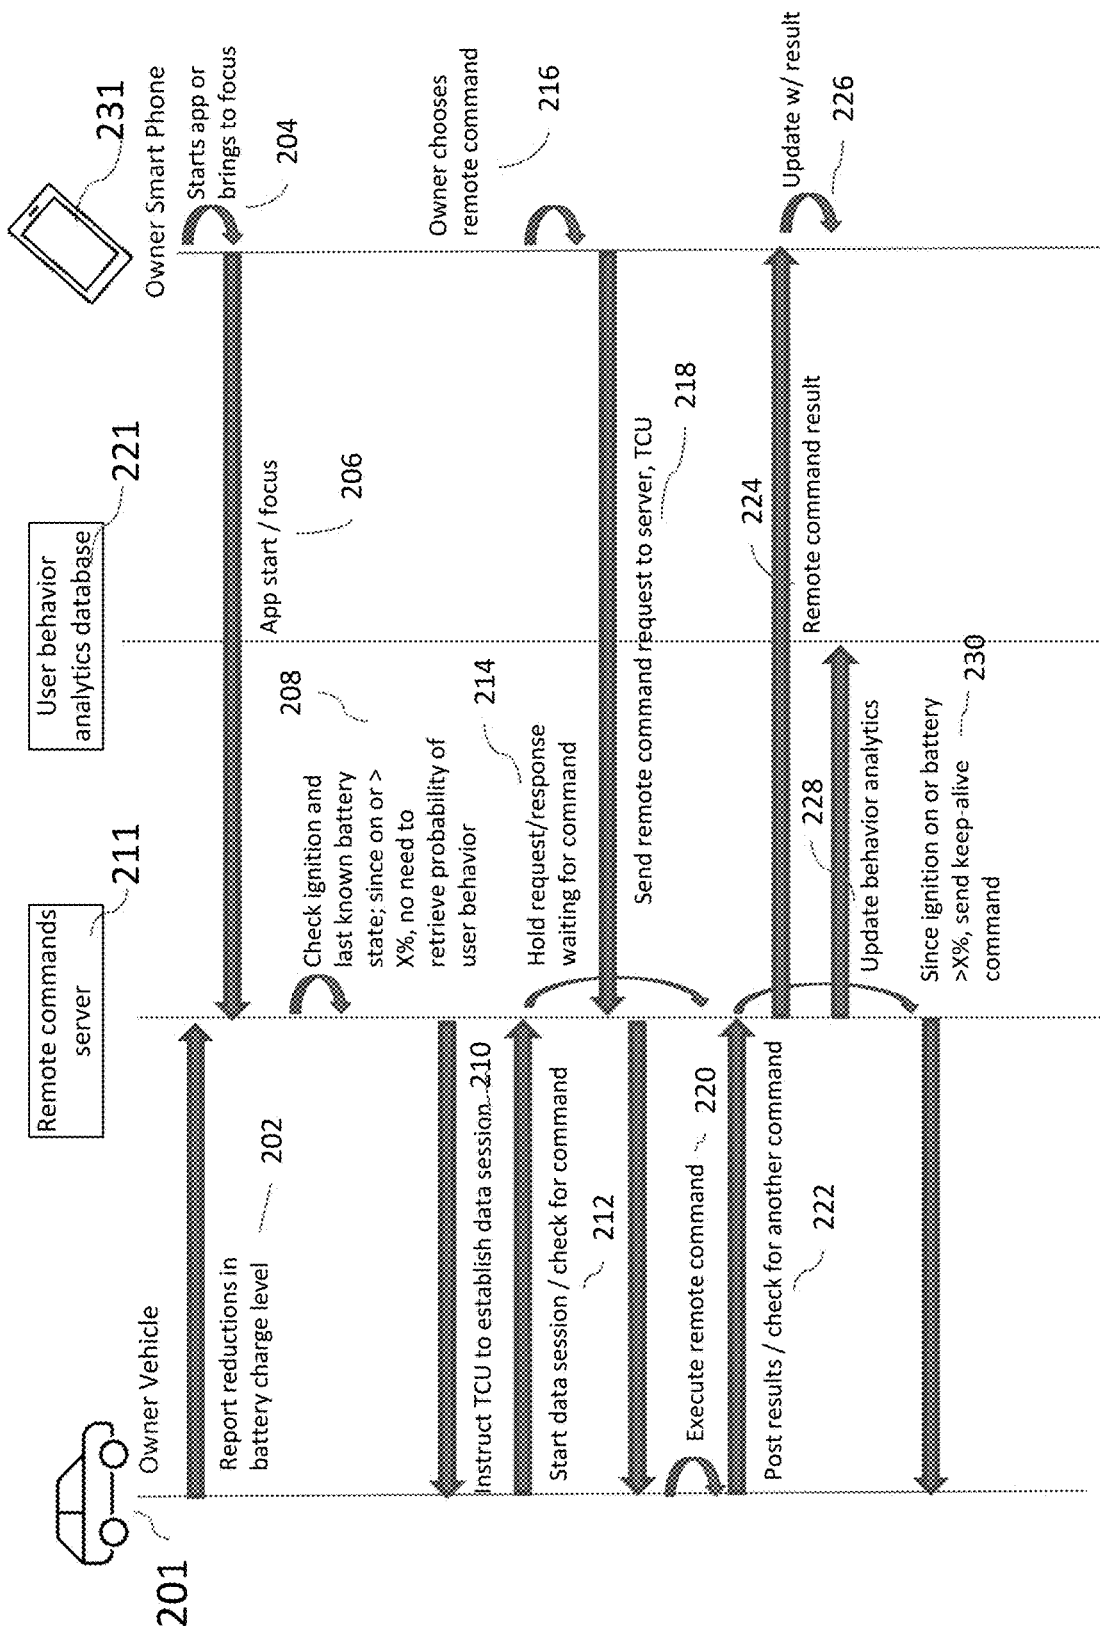 201
Owner Vehicle
Remote commands
server
211
User behavior
analytics database
221
231
Owner Smart Phone
Report reductions in
battery charge level
202
Starts app or
brings to focus
204
App start / focus
206
Check ignition and
last known battery
state; since on or >
X%, no need to
retrieve probability of
user behavior
208
Instruct TCU to establish data session
210
Start data session / check for command
212
Hold request/response
waiting for command
214
Owner chooses
remote command
216
Send remote command request to server, TCU
218
Execute remote command
220
Post results / check for another command
222
224
Remote command result
Update w/ result
226
228
Update behavior analytics
Since ignition on or battery
>X%, send keep-alive
command
230